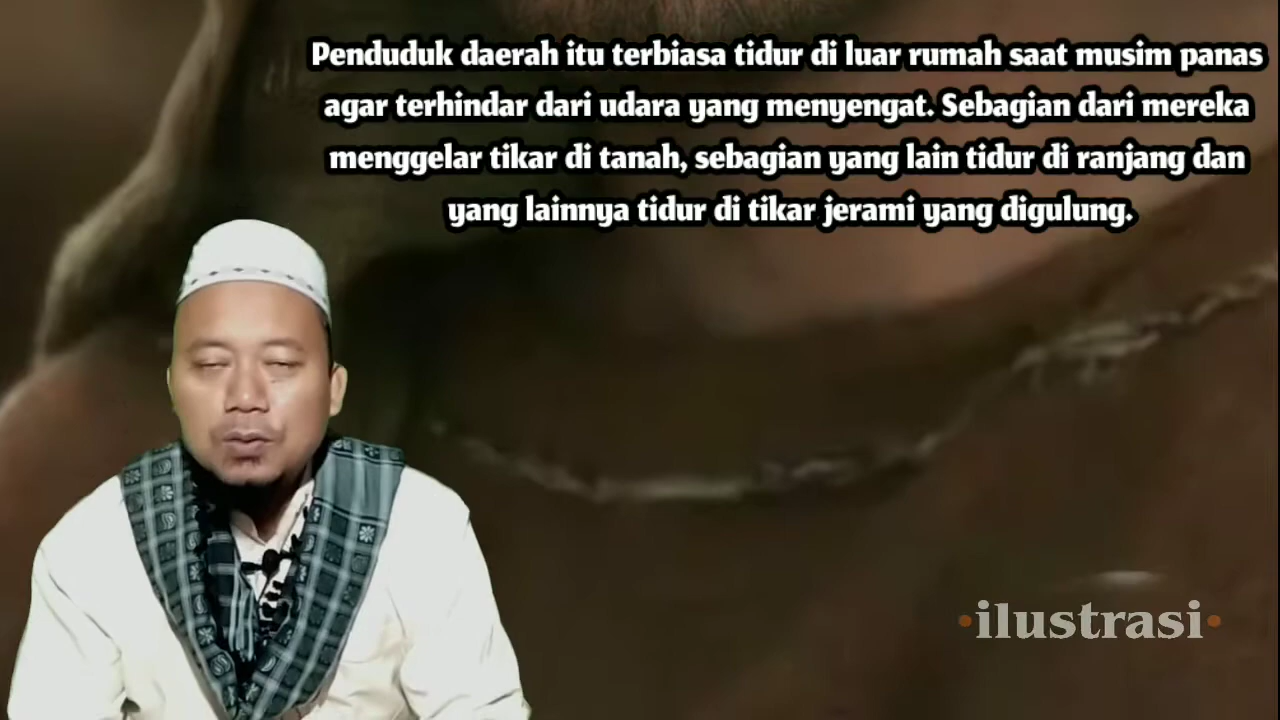 Penduduk daerah itu terbiasa tidur di luar rumah saat musim panas
agar terhindar dari udara yang menyengat. Sebagian dari mereka
menggelar tikar di tanah, sebagian yang lain tidur di ranjang dan
yang lainnya tidur di tikar jerami yang digulung.
•ilustrasi•